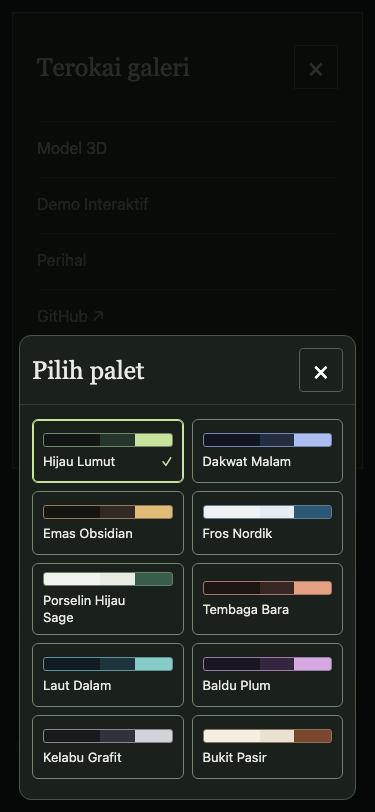 Terokai galeri
×
Model 3D
Demo Interaktif
Perihal
GitHub ↗
Pilih palet
×
Hijau Lumut ✓
Dakwat Malam
Emas Obsidian
Fros Nordik
Porselin Hijau
Sage
Tembaga Bara
Laut Dalam
Baldu Plum
Kelabu Grafit
Bukit Pasir